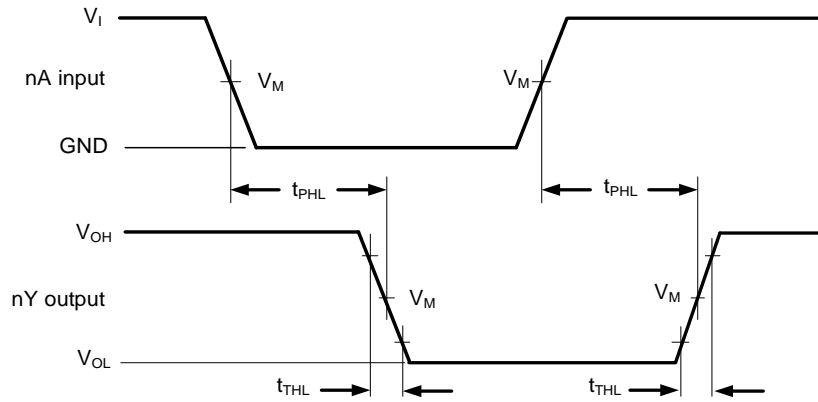 VI
nA input
VM
VM
GND
tPHL
tPHL
VOH
nY output
VM
VM
VOL
tTHL
tTHL